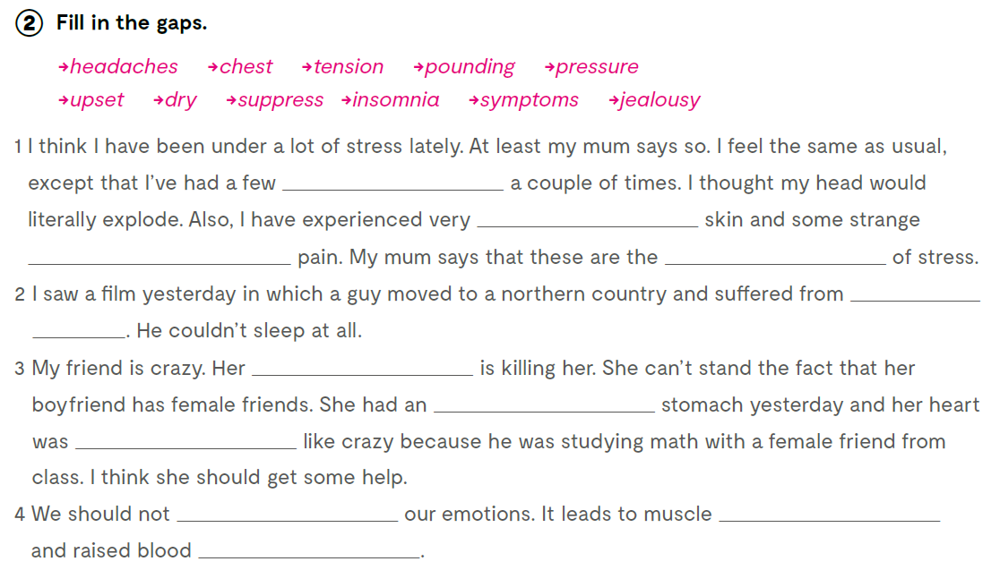 2 Fill in the gaps.
→headaches →chest →tension →pounding →pressure
→upset →dry →suppress →insomnia →symptoms →jealousy
1 I think I have been under a lot of stress lately. At least my mum says so. I feel the same as usual,
except that I’ve had a few ____________________ a couple of times. I thought my head would
literally explode. Also, I have experienced very ____________________ skin and some strange
____________________ pain. My mum says that these are the ____________________ of stress.
2 I saw a film yesterday in which a guy moved to a northern country and suffered from ____________
_________. He couldn’t sleep at all.
3 My friend is crazy. Her ____________________ is killing her. She can’t stand the fact that her
boyfriend has female friends. She had an ____________________ stomach yesterday and her heart
was ____________________ like crazy because he was studying math with a female friend from
class. I think she should get some help.
4 We should not ____________________ our emotions. It leads to muscle ____________________
and raised blood ____________________.